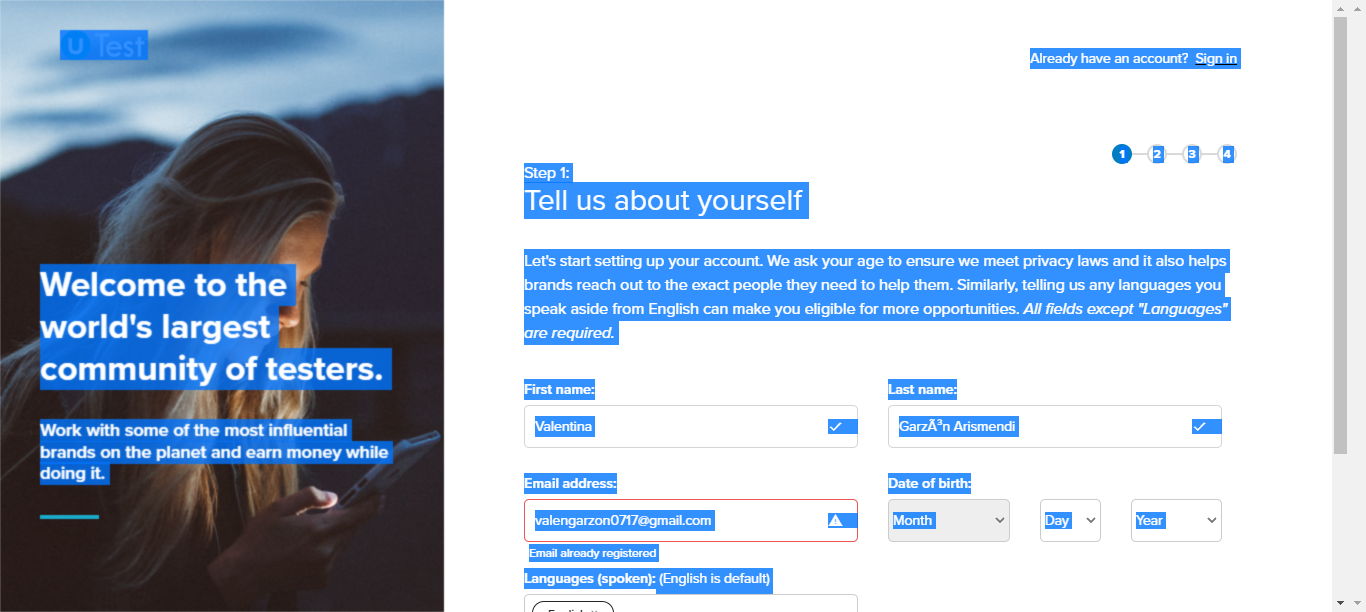 U Test
Welcome to the
world's largest
community of testers.
Work with some of the most influential
brands on the planet and earn money while
doing it.
Already have an account? Sign in
1 2 3 4
Step 1:
Tell us about yourself
Let's start setting up your account. We ask your age to ensure we meet privacy laws and it also helps
brands reach out to the exact people they need to help them. Similarly, telling us any languages you
speak aside from English can make you eligible for more opportunities. All fields except "Languages"
are required.
First name: Last name:
Valentina GarzÃ³n Arismendi
Email address: Date of birth:
valengarzon0717@gmail.com Month Day Year
Email already registered
Languages (spoken): (English is default)